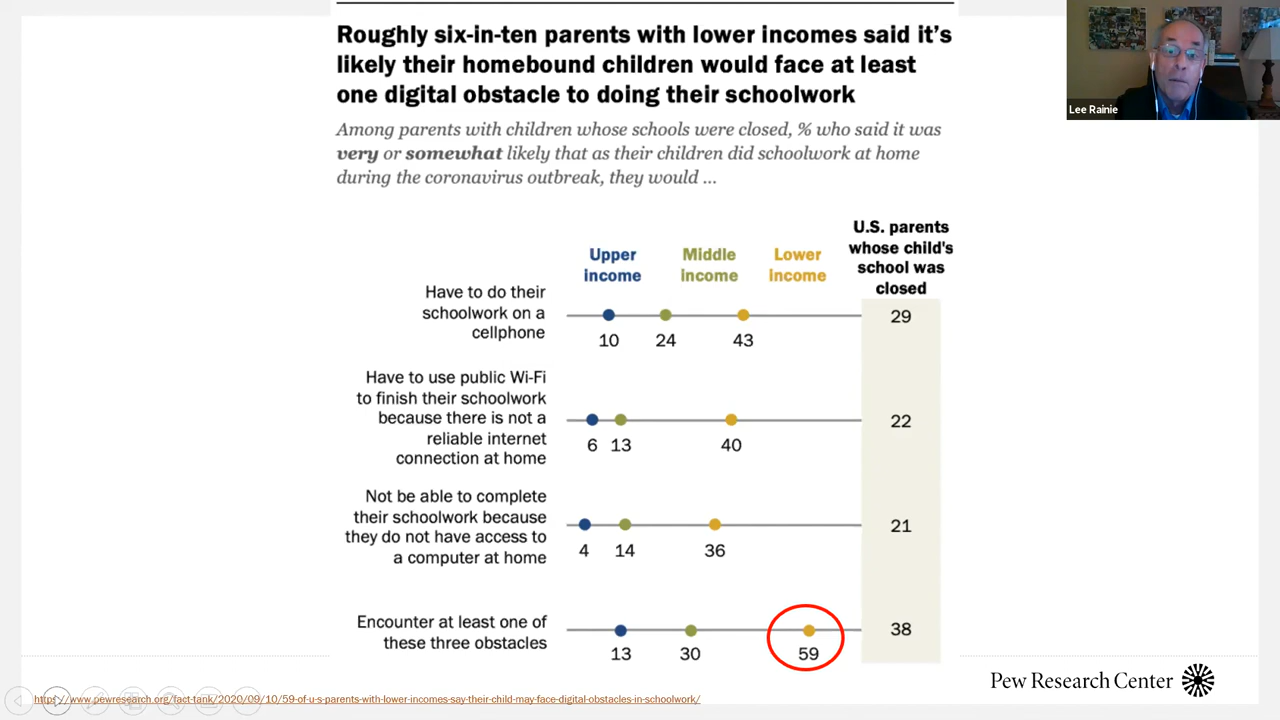 Roughly six-in-ten parents with lower incomes said it's
likely their homebound children would face at least
one digital obstacle to doing their schoolwork
Among parents with children whose schools were closed, % who said it was
very or somewhat likely that as their children did schoolwork at home
during the coronavirus outbreak, they would ...
Lee Rainie
Upper
income
Middle
income
Lower
income
U.S. parents
whose child's
school was
closed
Have to do their
schoolwork on a
cellphone
10 24 43 29
Have to use public Wi-Fi
to finish their schoolwork
because there is not a
reliable internet
connection at home
6 13 40 22
Not be able to complete
their schoolwork because
they do not have access to
a computer at home
4 14 36 21
Encounter at least one of
these three obstacles
13 30 59 38
Pew Research Center
https://www.pewresearch.org/fact-tank/2020/09/10/59-of-u-s-parents-with-lower-incomes-say-their-child-may-face-digital-obstacles-in-schoolwork/